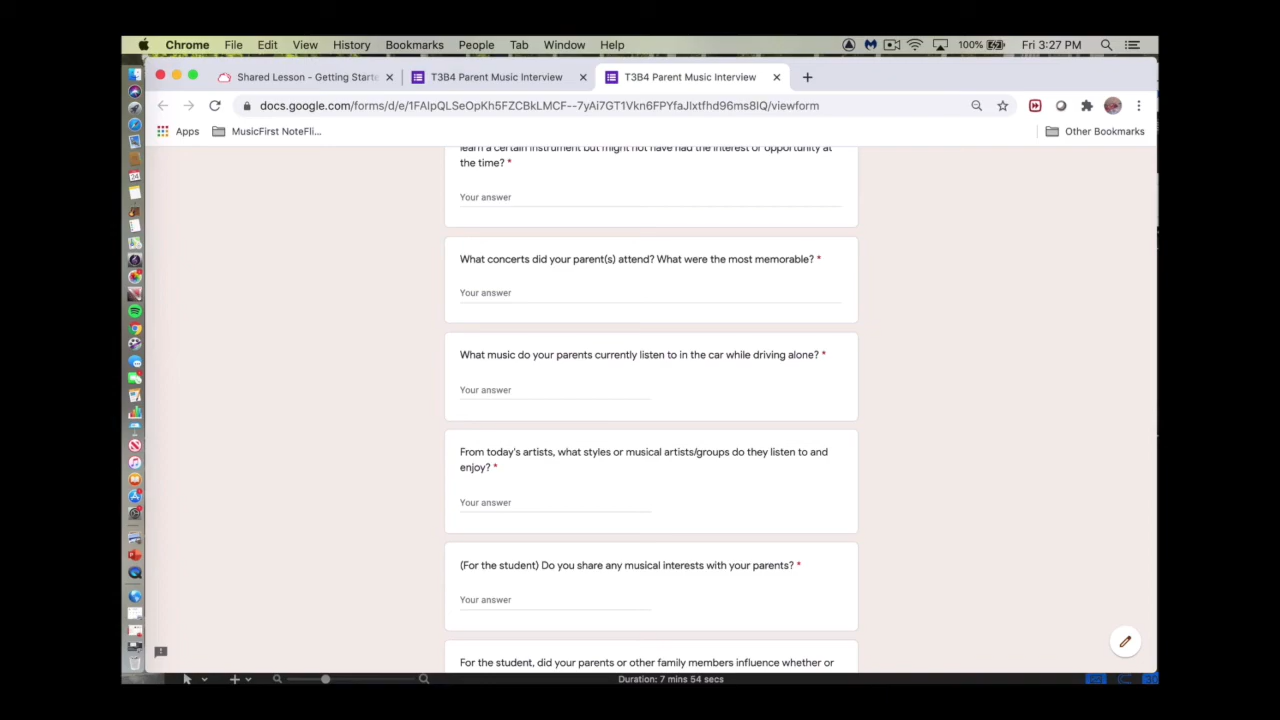 Chrome File Edit View History Bookmarks People Tab Window Help 100% Fri 3:27 PM
Shared Lesson - Getting Starte
T3B4 Parent Music Interview
T3B4 Parent Music Interview
docs.google.com/forms/d/e/1FAIpQLSeOpKh5FZCBkLMCF--7yAi7GT1Vkn6FPYfaJIxtfhd96ms8IQ/viewform
Apps MusicFirst NoteFli... Other Bookmarks
learn a certain instrument but might not have had the interest or opportunity at
the time? *
Your answer
What concerts did your parent(s) attend? What were the most memorable? *
Your answer
What music do your parents currently listen to in the car while driving alone? *
Your answer
From today's artists, what styles or musical artists/groups do they listen to and
enjoy? *
Your answer
(For the student) Do you share any musical interests with your parents? *
Your answer
For the student, did your parents or other family members influence whether or
Duration: 7 mins 54 secs